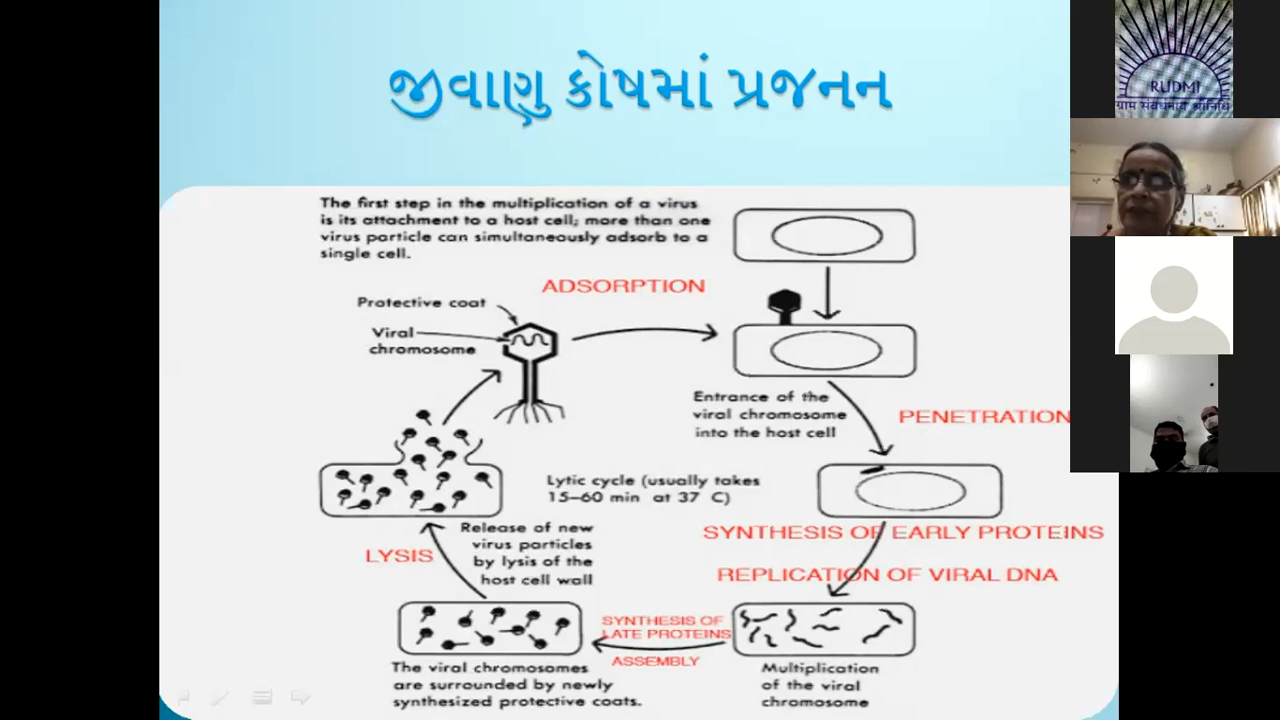 જીવાણુ કોષમાં પ્રજનન
The first step in the multiplication of a virus
is its attachment to a host cell; more than one
virus particle can simultaneously adsorb to a
single cell.
ADSORPTION
Protective coat
Viral
chromosome
Entrance of the
viral chromosome
into the host cell
PENETRATION
Lytic cycle (usually takes
15–60 min at 37 C)
SYNTHESIS OF EARLY PROTEINS
REPLICATION OF VIRAL DNA
Release of new
virus particles
by lysis of the
host cell wall
LYSIS
SYNTHESIS OF
LATE PROTEINS
ASSEMBLY
The viral chromosomes
are surrounded by newly
synthesized protective coats.
Multiplication
of the viral
chromosome
RUDMI
ग्राम